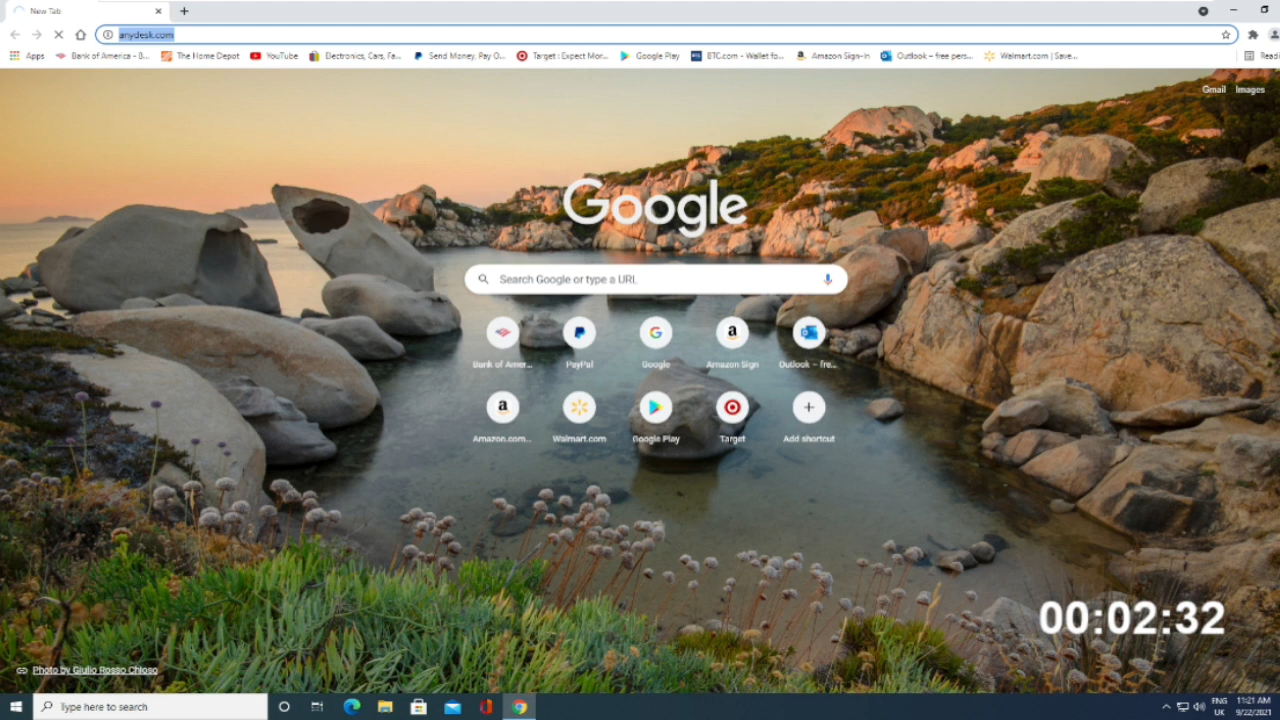 New Tab
anydesk.com
Apps
Bank of America - B...
The Home Depot
YouTube
Electronics, Cars, Fa...
Send Money, Pay O...
Target : Expect Mor...
Google Play
BTC.com - Wallet fo...
Amazon Sign-In
Outlook – free pers...
Walmart.com | Save...
Readi
Gmail
Images
Google
Search Google or type a URL
Bank of Amer...
PayPal
Google
Amazon Sign
Outlook – fre...
Amazon.com...
Walmart.com
Google Play
Target
Add shortcut
00:02:32
Photo by Giulio Rosso Chioso
Type here to search
ENG
UK
11:21 AM
9/22/2021